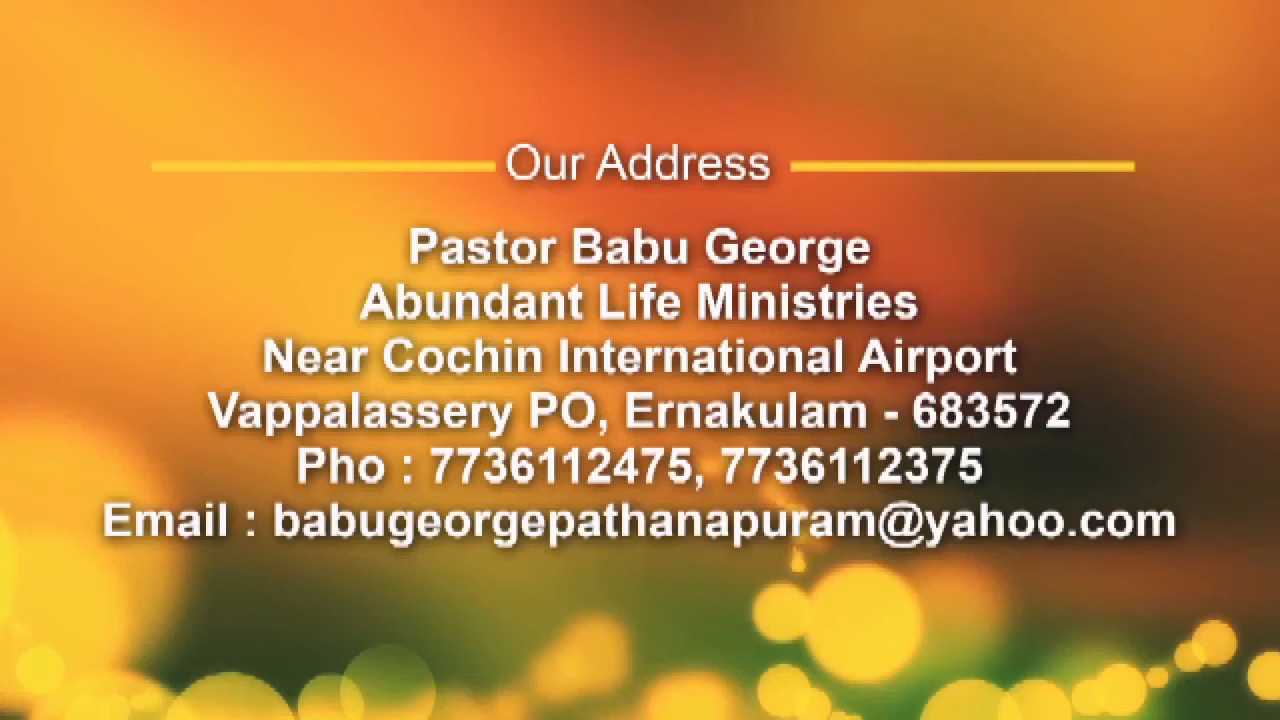 Our Address
Pastor Babu George
Abundant Life Ministries
Near Cochin International Airport
Vappalassery PO, Ernakulam - 683572
Pho : 7736112475, 7736112375
Email : babugeorgepathanapuram@yahoo.com